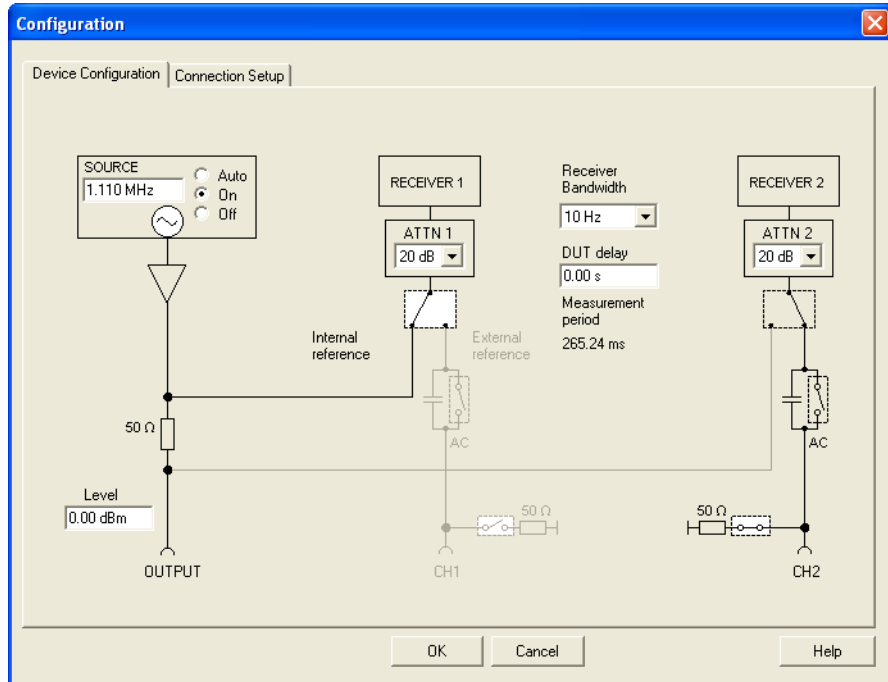 Configuration
Device Configuration
Connection Setup
SOURCE
1.110 MHz
Auto
On
Off
RECEIVER 1
ATTN 1
20 dB
Receiver
Bandwidth
10 Hz
DUT delay
0.00 s
Measurement
period
265.24 ms
RECEIVER 2
ATTN 2
20 dB
Internal
reference
External
reference
50 Ω
AC
AC
Level
0.00 dBm
50 Ω
50 Ω
OUTPUT
CH1
CH2
OK
Cancel
Help